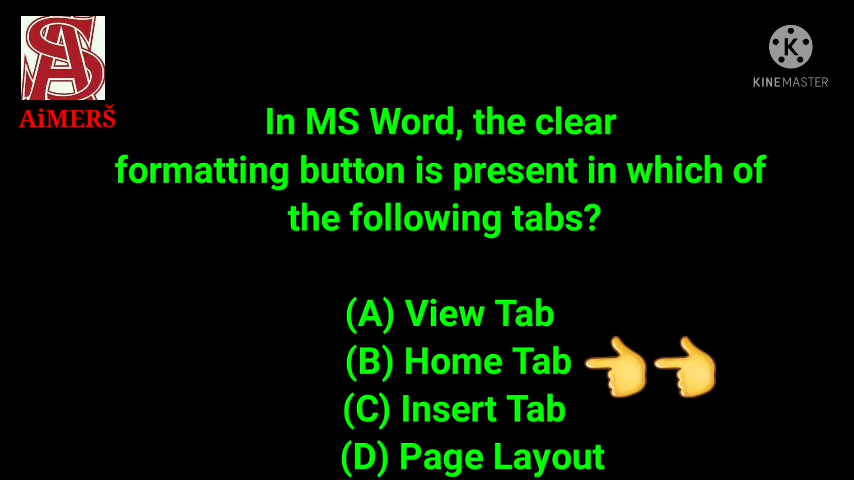 AiMERŠ
KINEMASTER
In MS Word, the clear
formatting button is present in which of
the following tabs?
(A) View Tab
(B) Home Tab
(C) Insert Tab
(D) Page Layout